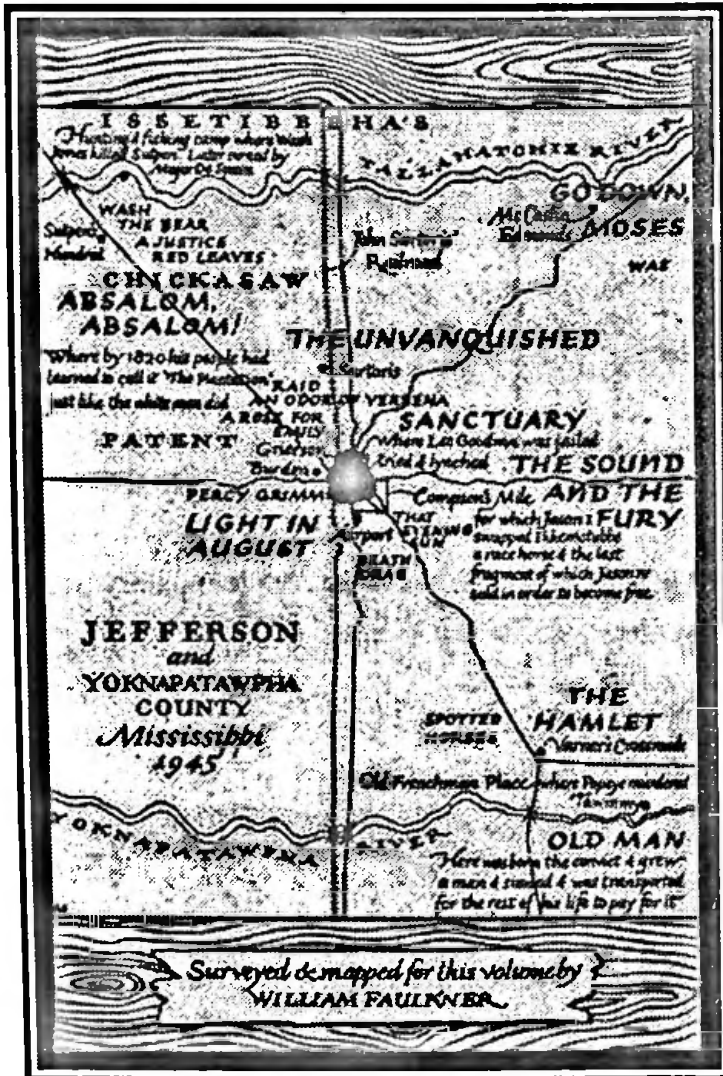 ISSETIBBEHA'S
Hunting & fishing camp where Wash
Jones killed Sutpen. Later owned by
Major De Spain
TALLAHATCHIE RIVER
GO DOWN,
MOSES
McCaslin
Edmonds
WAS
Sutpen's
Hundred
WASH
THE BEAR
A JUSTICE
RED LEAVES
John Sartoris'
Railroad
CHICKASAW
ABSALOM,
ABSALOM!
THE UNVANQUISHED
Sartoris
Where by 1820 his people had
learned to call it "The Plantation"
just like the white men did
RAID
AN ODOR OF VERBENA
A ROSE FOR
EMILY
PATENT
Grierson
Burden
PERCY GRIMM
SANCTUARY
where Lee Goodwin was jailed
tried & lynched
THE SOUND
AND THE
FURY
Compson's Mile
for which Jason I
swapped Ikkemotubbe
a race horse & the last
fragment of which Jason IV
sold in order to become free
THAT
EVENING
SUN
Airport
DEATH
DRAG
LIGHT IN
AUGUST
JEFFERSON
and
YOKNAPATAWPHA
COUNTY
Mississippi
1945
SPOTTED
HORSES
THE
HAMLET
Varner's Crossroads
Old Frenchman Place where Popeye murdered
Tawmmy
YOKNAPATAWPHA RIVER
OLD MAN
Here was born the convict & grew
a man & sinned & was transported
for the rest of his life to pay for it
Surveyed & mapped for this volume by
WILLIAM FAULKNER